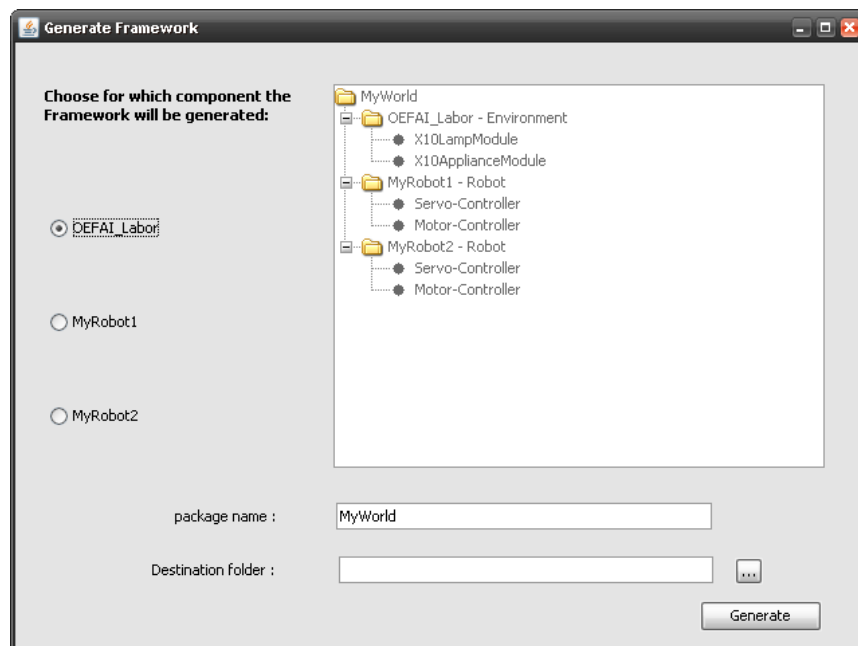 Generate Framework
Choose for which component the
Framework will be generated:
OEFAI_Labor
MyRobot1
MyRobot2
MyWorld
OEFAI_Labor - Environment
X10LampModule
X10ApplianceModule
MyRobot1 - Robot
Servo-Controller
Motor-Controller
MyRobot2 - Robot
Servo-Controller
Motor-Controller
package name :
MyWorld
Destination folder :
...
Generate